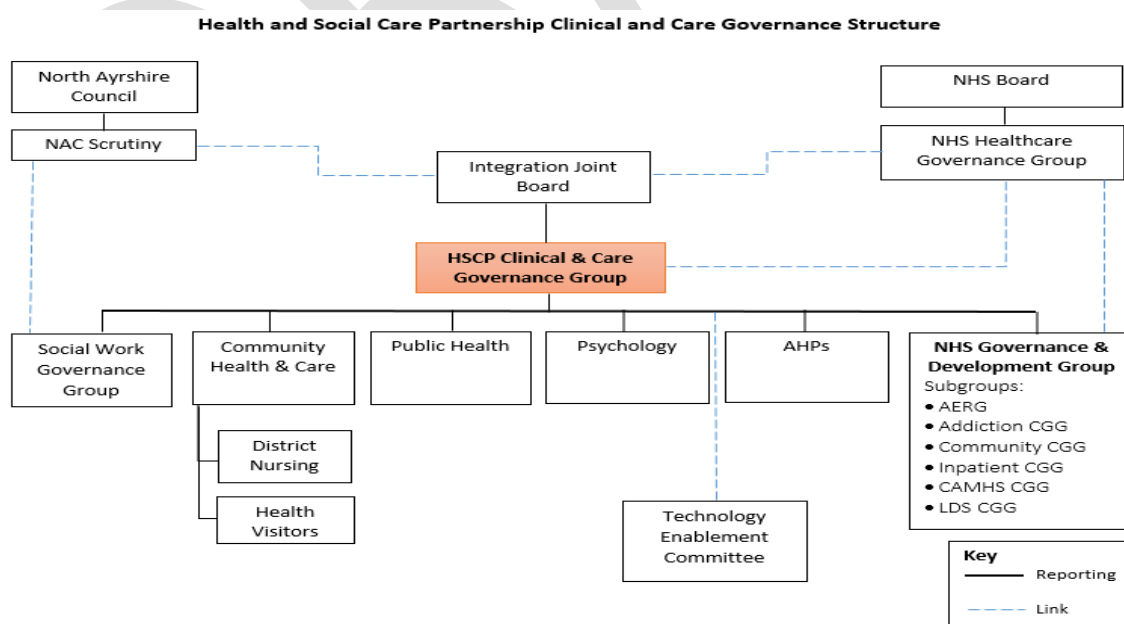 Health and Social Care Partnership Clinical and Care Governance Structure
North Ayrshire
Council
NHS Board
NAC Scrutiny
NHS Healthcare
Governance Group
Integration Joint
Board
HSCP Clinical & Care
Governance Group
Social Work
Governance
Group
Community
Health & Care
Public Health
Psychology
AHPs
NHS Governance &
Development Group
Subgroups:
• AERG
• Addiction CGG
• Community CGG
• Inpatient CGG
• CAMHS CGG
• LDS CGG
District
Nursing
Health
Visitors
Technology
Enablement
Committee
Key
Reporting
Link